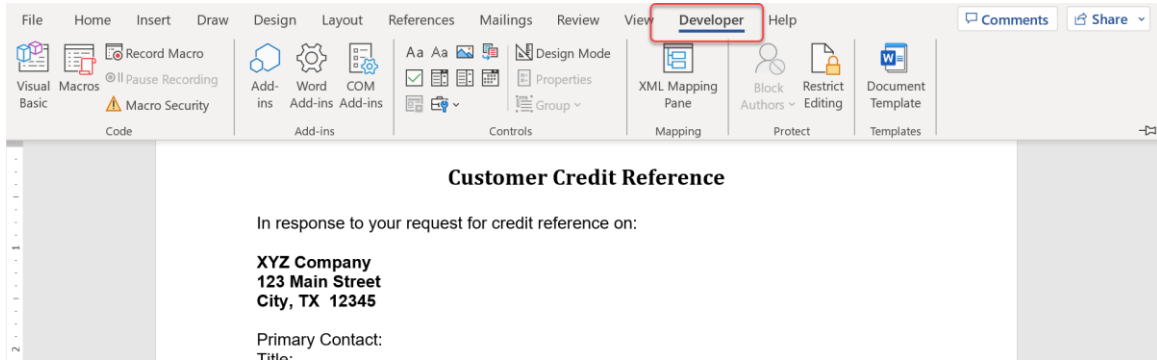 File Home Insert Draw Design Layout References Mailings Review View Developer Help Comments Share
Aa Aa Design Mode
Record Macro
Pause Recording
Macro Security
Properties
Group
Visual Basic
Macros
Add-ins
Word Add-ins
COM Add-ins
XML Mapping Pane
Block Authors
Restrict Editing
Document Template
Code Add-ins Controls Mapping Protect Templates
Customer Credit Reference
In response to your request for credit reference on:
1
XYZ Company
123 Main Street
City, TX 12345
Primary Contact:
2
Title: